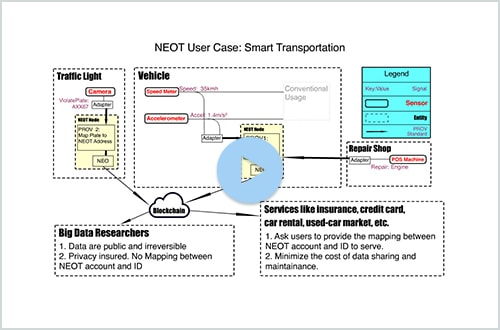 NEOT User Case: Smart Transportation
Traffic Light
Camera
VoratePlate:
AXX67
Adapter
NEOT Node
PROV 2:
Map Plate to
NEOT Address
NEO
Vehicle
Speed Meter
Speed: 35kmh
Accelerometer
Accel: 1.4m/s²
Adapter
Conventional
Usage
NEOT Node
PROV1:
NEO
Legend
Key:Value
Signal
Sensor
Entity
PROV
Standard
Repair Shop
Adapter
POS Machine
Repair: Engine
Blockchain
Big Data Researchers
1. Data are public and irreversible
2. Privacy insured. No Mapping between
NEOT account and ID
Services like insurance, credit card,
car rental, used-car market, etc.
1. Ask users to provide the mapping between
NEOT account and ID to serve.
2. Minimize the cost of data sharing and
maintainance.